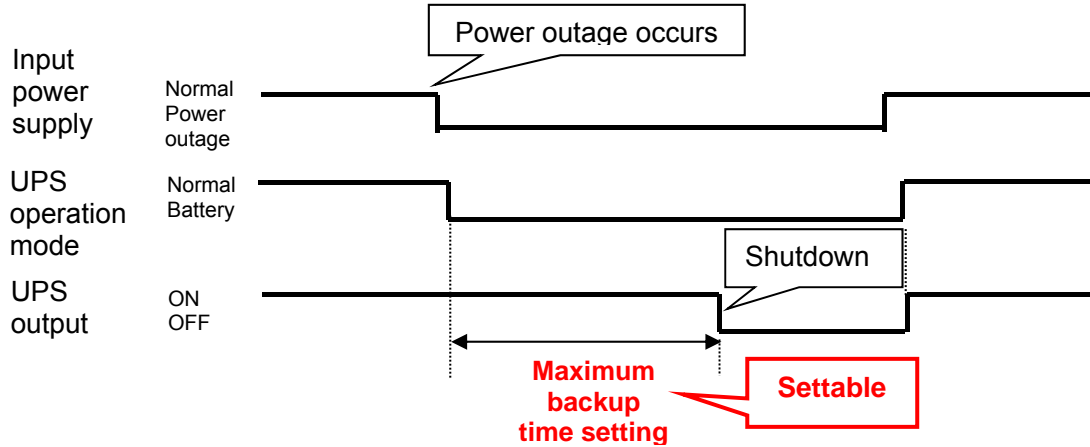 Power outage occurs
Input
power
supply
Normal
Power
outage
UPS
operation
mode
Normal
Battery
Shutdown
UPS
output
ON
OFF
Maximum
backup
time setting
Settable